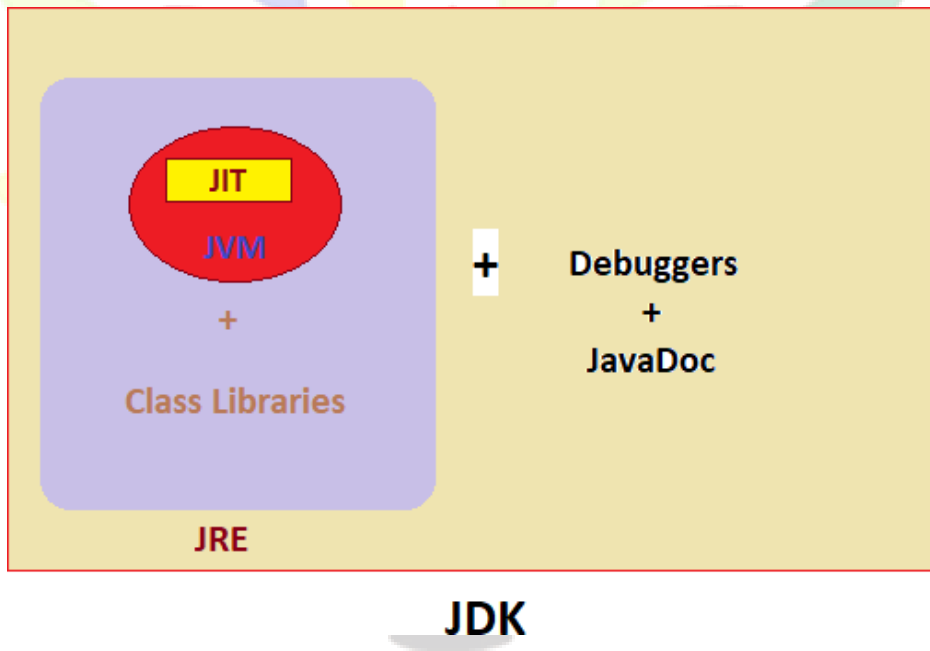 JIT
JVM
+
Class Libraries
JRE
+
Debuggers
+
JavaDoc
JDK